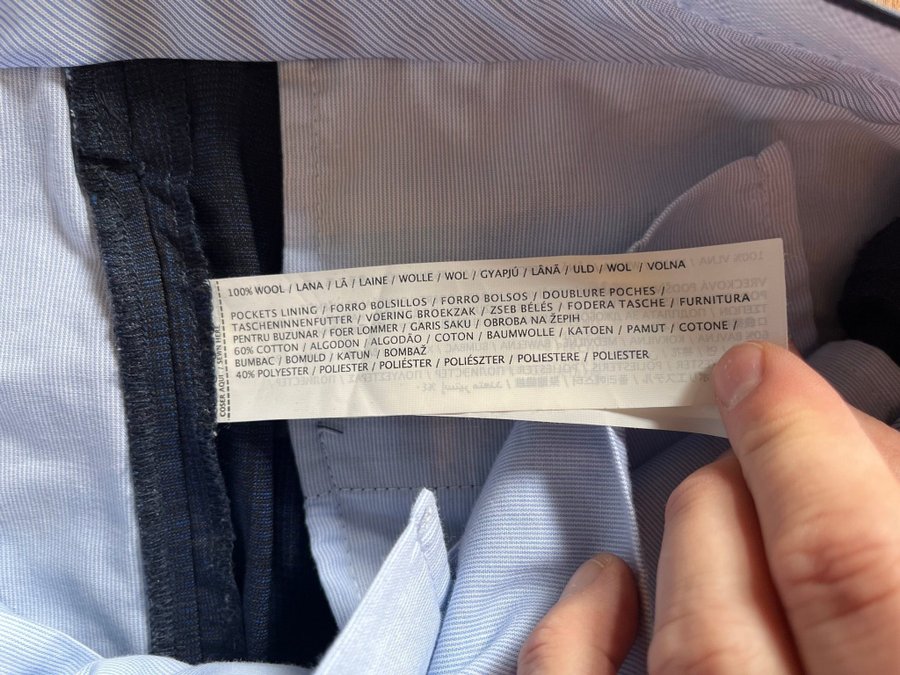 100% WOOL / LANA / LÃ / LAINE / WOLLE / WOL / GYAPJÚ / LÂNĂ / ULD / WOL / VOLNA
POCKETS LINING / FORRO BOLSILLOS / FORRO BOLSOS / DOUBLURE POCHES /
TASCHENINNENFUTTER / VOERING BROEKZAK / ZSEB BÉLÉS / FODERA TASCHE / FURNITURA
PENTRU BUZUNAR / FOER LOMMER / GARIS SAKU / OBROBA NA ŽEPIH
60% COTTON / ALGODON / ALGODÃO / COTON / BAUMWOLLE / KATOEN / PAMUT / COTONE /
BUMBAC / BOMULD / KATUN / BOMBAŽ
40% POLYESTER / POLIESTER / POLIÉSTER / POLIÉSZTER / POLIESTERE / POLIESTER
COSER AQUI / SEWN HERE